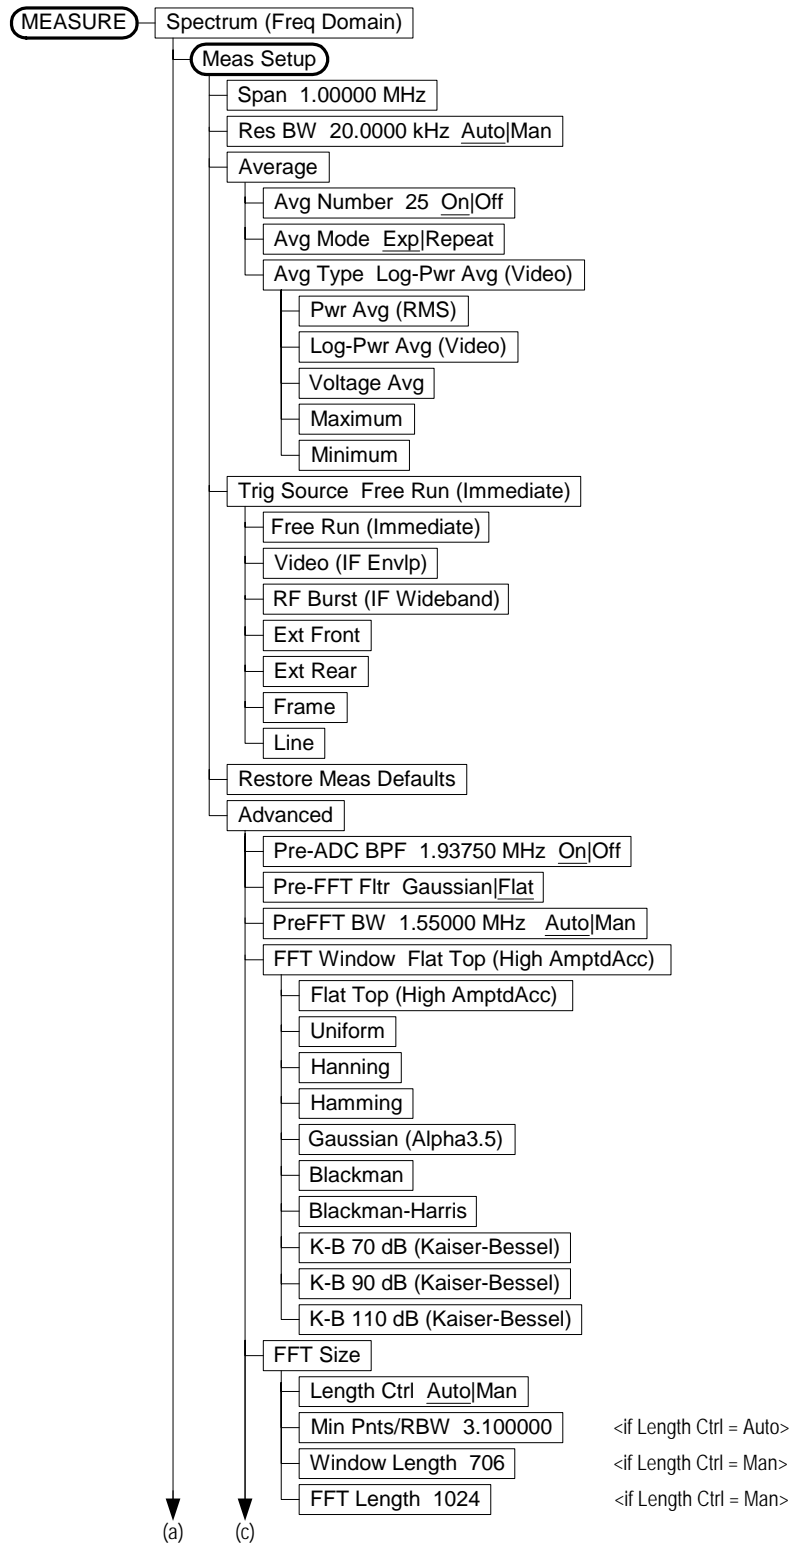 MEASURE Spectrum (Freq Domain)
Meas Setup
Span 1.00000 MHz
Res BW 20.0000 kHz Auto|Man
Average
Avg Number 25 On|Off
Avg Mode Exp|Repeat
Avg Type Log-Pwr Avg (Video)
Pwr Avg (RMS)
Log-Pwr Avg (Video)
Voltage Avg
Maximum
Minimum
Trig Source Free Run (Immediate)
Free Run (Immediate)
Video (IF Envlp)
RF Burst (IF Wideband)
Ext Front
Ext Rear
Frame
Line
Restore Meas Defaults
Advanced
Pre-ADC BPF 1.93750 MHz On|Off
Pre-FFT Fltr Gaussian|Flat
PreFFT BW 1.55000 MHz Auto|Man
FFT Window Flat Top (High AmptdAcc)
Flat Top (High AmptdAcc)
Uniform
Hanning
Hamming
Gaussian (Alpha3.5)
Blackman
Blackman-Harris
K-B 70 dB (Kaiser-Bessel)
K-B 90 dB (Kaiser-Bessel)
K-B 110 dB (Kaiser-Bessel)
FFT Size
Length Ctrl Auto|Man
Min Pnts/RBW 3.100000 <if Length Ctrl = Auto>
Window Length 706 <if Length Ctrl = Man>
FFT Length 1024 <if Length Ctrl = Man>
(a) (c)